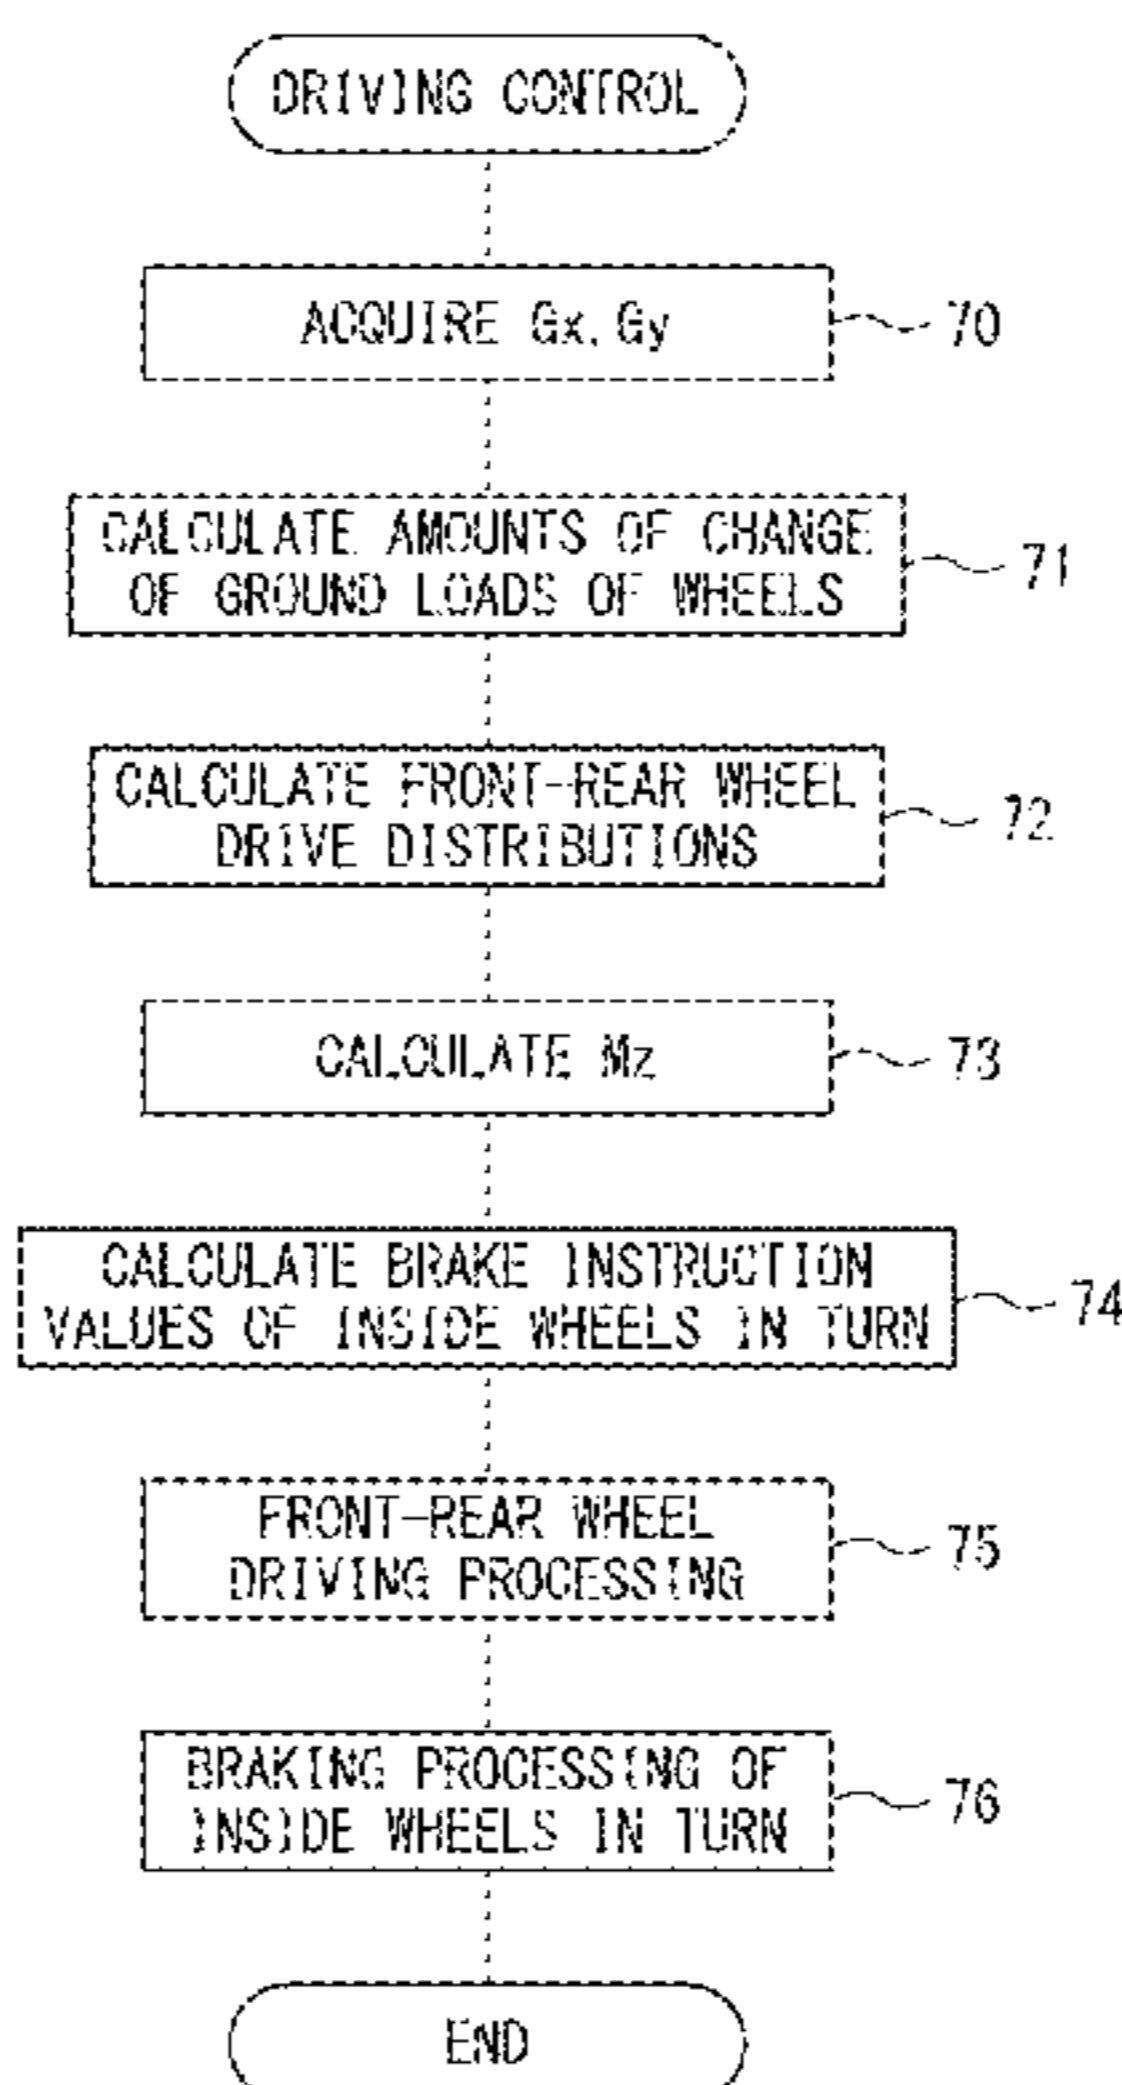 DRIVING CONTROL
ACQUIRE Gx, Gy
70
CALCULATE AMOUNTS OF CHANGE
OF GROUND LOADS OF WHEELS
71
CALCULATE FRONT-REAR WHEEL
DRIVE DISTRIBUTIONS
72
CALCULATE Mz
73
CALCULATE BRAKE INSTRUCTION
VALUES OF INSIDE WHEELS IN TURN
74
FRONT-REAR WHEEL
DRIVING PROCESSING
75
BRAKING PROCESSING OF
INSIDE WHEELS IN TURN
76
END